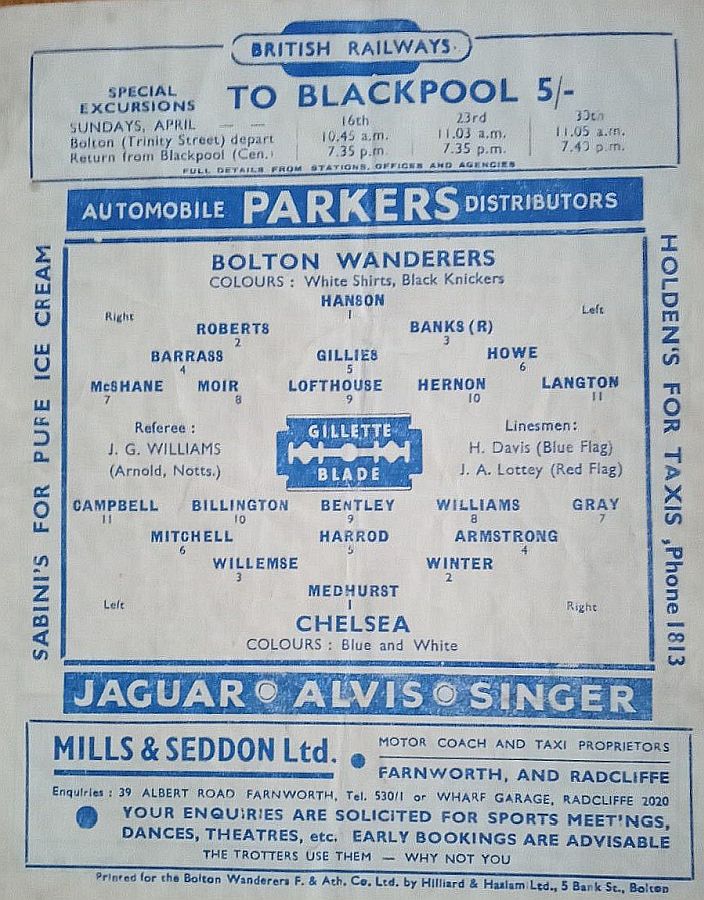 BRITISH RAILWAYS
SPECIAL EXCURSIONS TO BLACKPOOL 5/-
SUNDAYS, APRIL — — 16th 23rd 30th
Bolton (Trinity Street) depart 10.45 a.m. 11.03 a.m. 11.05 a.m.
Return from Blackpool (Cen.) 7.35 p.m. 7.35 p.m. 7.40 p.m.
FULL DETAILS FROM STATIONS, OFFICES AND AGENCIES
AUTOMOBILE PARKERS DISTRIBUTORS
SABINI'S FOR PURE ICE CREAM
HOLDEN'S FOR TAXIS, Phone 1813
BOLTON WANDERERS
COLOURS : White Shirts, Black Knickers
HANSON
1
Right Left
ROBERTS BANKS (R)
2 3
BARRASS GILLIES HOWE
4 5 6
McSHANE MOIR LOFTHOUSE HERNON LANGTON
7 8 9 10 11
Referee :
J. G. WILLIAMS
(Arnold, Notts.)
GILLETTE
BLADE
Linesmen:
H. Davis (Blue Flag)
J. A. Lottey (Red Flag)
CAMPBELL BILLINGTON BENTLEY WILLIAMS GRAY
11 10 9 8 7
MITCHELL HARROD ARMSTRONG
6 5 4
WILLEMSE WINTER
3 2
MEDHURST
Left 1 Right
CHELSEA
COLOURS : Blue and White
JAGUAR ALVIS SINGER
MILLS & SEDDON Ltd. MOTOR COACH AND TAXI PROPRIETORS
FARNWORTH, AND RADCLIFFE
Enquiries : 39 ALBERT ROAD FARNWORTH, Tel. 530/1 or WHARF GARAGE, RADCLIFFE 2020
YOUR ENQUIRIES ARE SOLICITED FOR SPORTS MEETINGS,
DANCES, THEATRES, etc. EARLY BOOKINGS ARE ADVISABLE
THE TROTTERS USE THEM — WHY NOT YOU
Printed for the Bolton Wanderers F. & Ath. Co. Ltd. by Hilliard & Haslam Ltd., 5 Bank St., Bolton